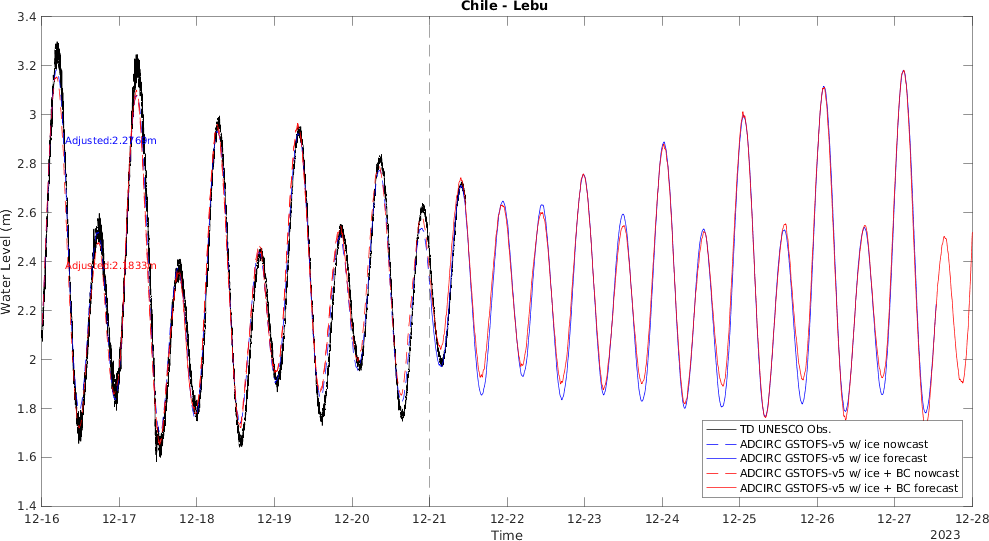 Chile - Lebu
3.4
3.2
3
2.8
2.6
2.4
2.2
2
1.8
1.6
1.4
Water Level (m)
Adjusted:2.2760m
Adjusted:2.1833m
TD UNESCO Obs.
ADCIRC GSTOFS-v5 w/ ice nowcast
ADCIRC GSTOFS-v5 w/ ice forecast
ADCIRC GSTOFS-v5 w/ ice + BC nowcast
ADCIRC GSTOFS-v5 w/ ice + BC forecast
12-16 12-17 12-18 12-19 12-20 12-21 12-22 12-23 12-24 12-25 12-26 12-27 12-28
Time
2023